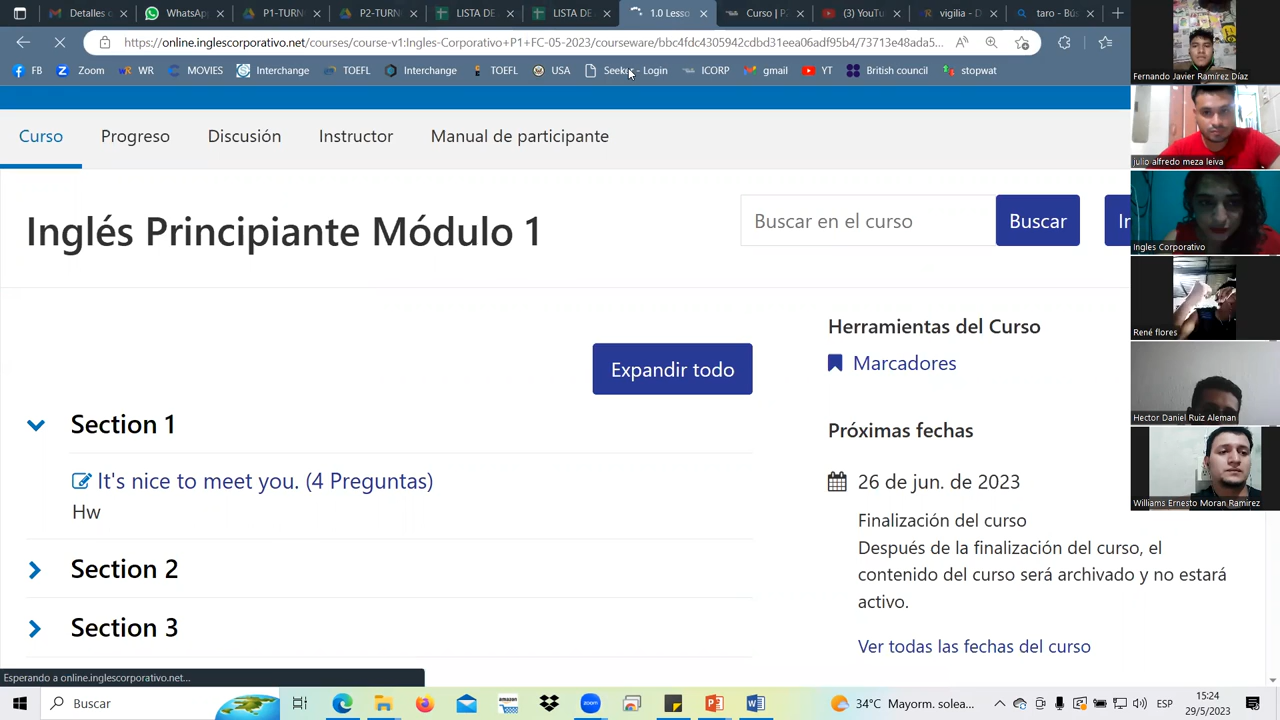 Detalles c
WhatsAp
P1-TURN
P2-TURN
LISTA DE
LISTA DE
1.0 Lesso
Curso | P
(3) YouTu
vigilia - D
taro - Bús
https://online.inglescorporativo.net/courses/course-v1:Ingles-Corporativo+P1+FC-05-2023/courseware/bbc4fdc4305942cdbd31eea06adf95b4/73713e48ada5...
FB
Zoom
WR
MOVIES
Interchange
TOEFL
Interchange
TOEFL
USA
Seeker - Login
ICORP
gmail
YT
British council
stopwat
Curso
Progreso
Discusión
Instructor
Manual de participante
Inglés Principiante Módulo 1
Buscar en el curso
Buscar
Herramientas del Curso
Marcadores
Expandir todo
Section 1
It's nice to meet you. (4 Preguntas)
Hw
Section 2
Section 3
Próximas fechas
26 de jun. de 2023
Finalización del curso
Después de la finalización del curso, el
contenido del curso será archivado y no estará
activo.
Ver todas las fechas del curso
Fernando Javier Ramírez Díaz
julio alfredo meza leiva
Ingles Corporativo
René flores
Hector Daniel Ruiz Aleman
Williams Ernesto Moran Ramirez
Esperando a online.inglescorporativo.net...
Buscar
zoom
34°C Mayorm. solea...
ESP
15:24
29/5/2023